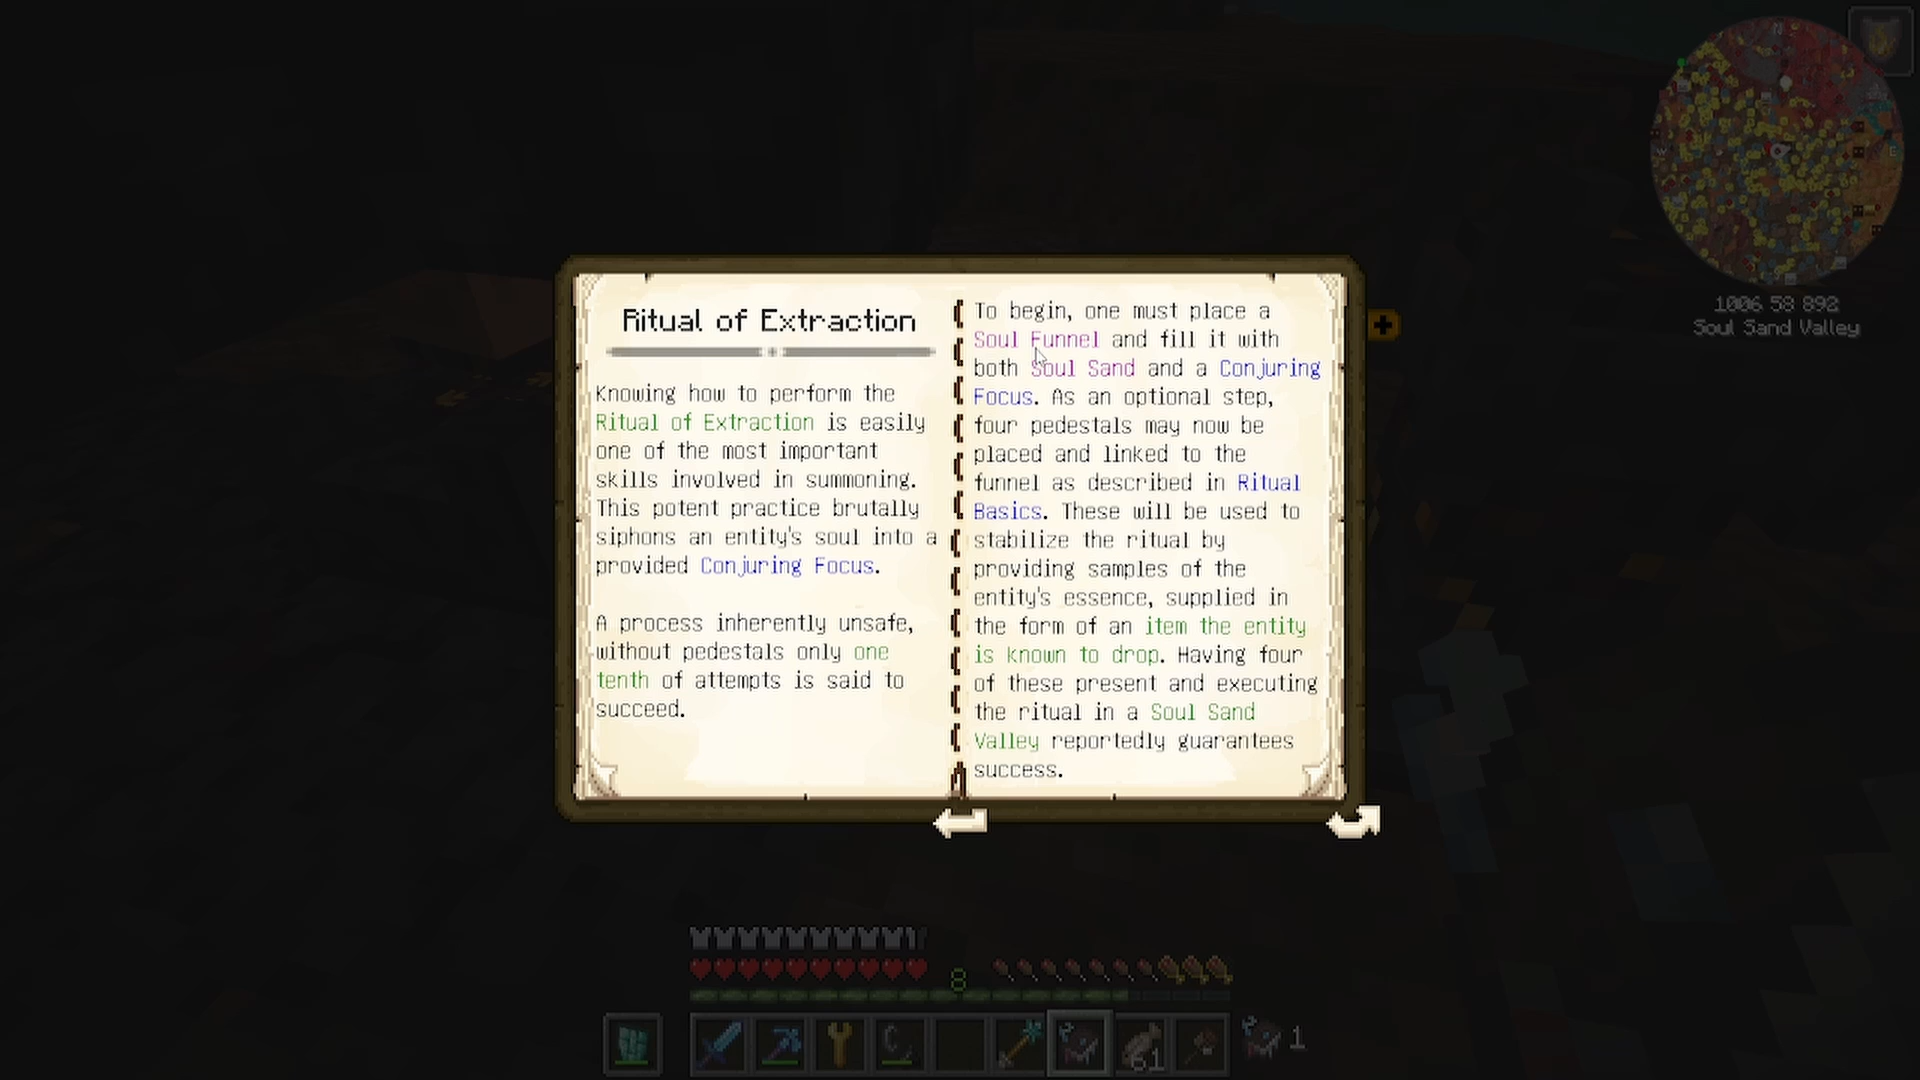 1006 58 892
Soul Sand Valley
Ritual of Extraction
Knowing how to perform the
Ritual of Extraction is easily
one of the most important
skills involved in summoning.
This potent practice brutally
siphons an entity's soul into a
provided Conjuring Focus.
A process inherently unsafe,
without pedestals only one
tenth of attempts is said to
succeed.
To begin, one must place a
Soul Funnel and fill it with
both Soul Sand and a Conjuring
Focus. As an optional step,
four pedestals may now be
placed and linked to the
funnel as described in Ritual
Basics. These will be used to
stabilize the ritual by
providing samples of the
entity's essence, supplied in
the form of an item the entity
is known to drop. Having four
of these present and executing
the ritual in a Soul Sand
Valley reportedly guarantees
success.
8
61
1